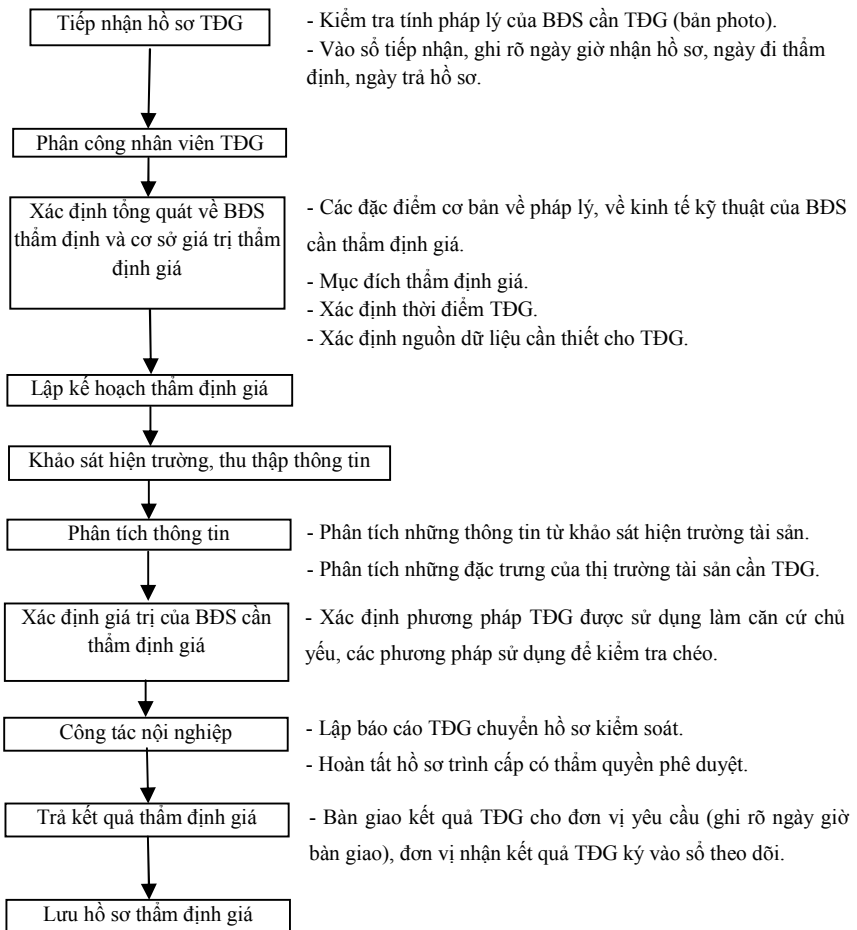 Tiếp nhận hồ sơ TĐG
- Kiểm tra tính pháp lý của BĐS cần TĐG (bản photo).
- Vào sổ tiếp nhận, ghi rõ ngày giờ nhận hồ sơ, ngày đi thẩm
định, ngày trả hồ sơ.
Phân công nhân viên TĐG
Xác định tổng quát về BĐS
thẩm định và cơ sở giá trị thẩm
định giá
- Các đặc điểm cơ bản về pháp lý, về kinh tế kỹ thuật của BĐS
cần thẩm định giá.
- Mục đích thẩm định giá.
- Xác định thời điểm TĐG.
- Xác định nguồn dữ liệu cần thiết cho TĐG.
Lập kế hoạch thẩm định giá
Khảo sát hiện trường, thu thập thông tin
Phân tích thông tin
- Phân tích những thông tin từ khảo sát hiện trường tài sản.
- Phân tích những đặc trưng của thị trường tài sản cần TĐG.
Xác định giá trị của BĐS cần
thẩm định giá
- Xác định phương pháp TĐG được sử dụng làm căn cứ chủ
yếu, các phương pháp sử dụng để kiểm tra chéo.
Công tác nội nghiệp
- Lập báo cáo TĐG chuyển hồ sơ kiểm soát.
- Hoàn tất hồ sơ trình cấp có thẩm quyền phê duyệt.
Trả kết quả thẩm định giá
- Bàn giao kết quả TĐG cho đơn vị yêu cầu (ghi rõ ngày giờ
bàn giao), đơn vị nhận kết quả TĐG ký vào sổ theo dõi.
Lưu hồ sơ thẩm định giá